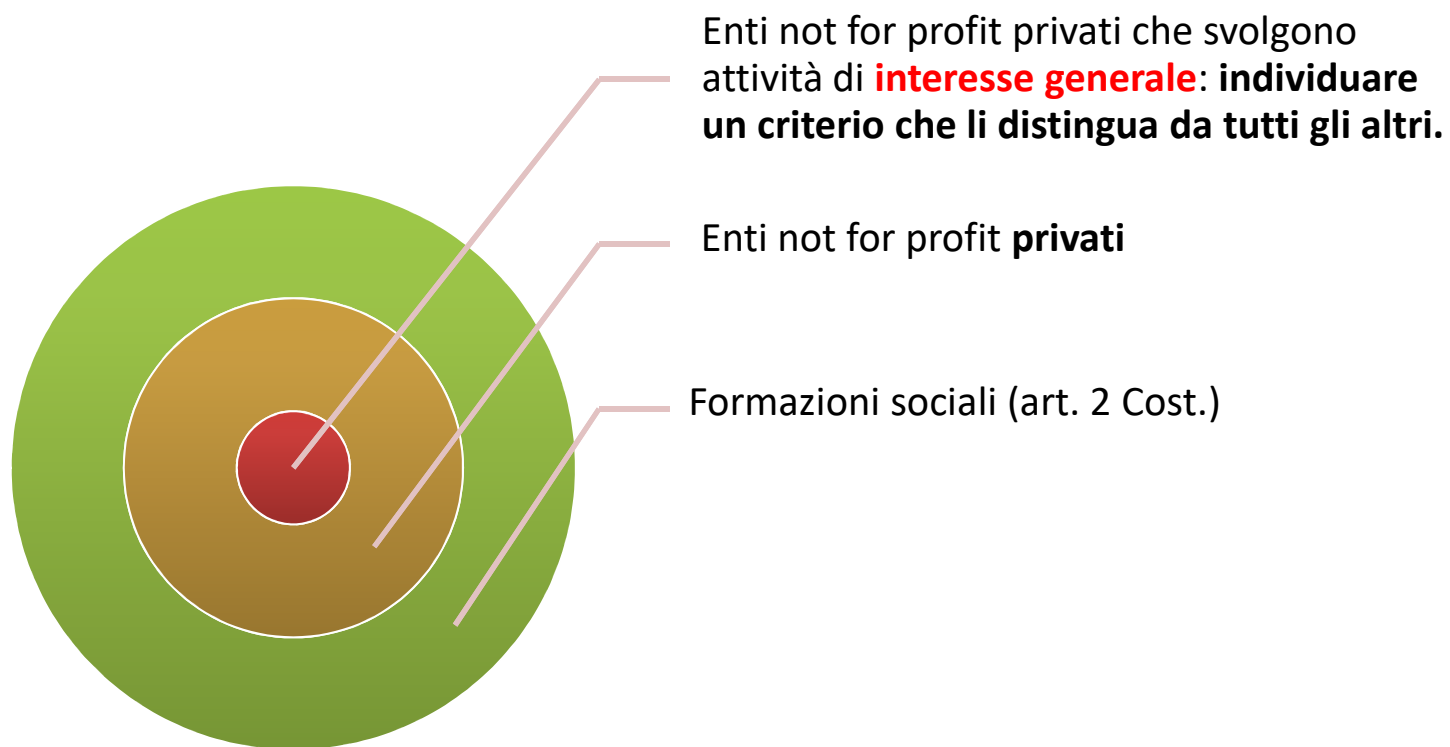 Enti not for profit privati che svolgono
attività di interesse generale: individuare
un criterio che li distingua da tutti gli altri.
Enti not for profit privati
Formazioni sociali (art. 2 Cost.)